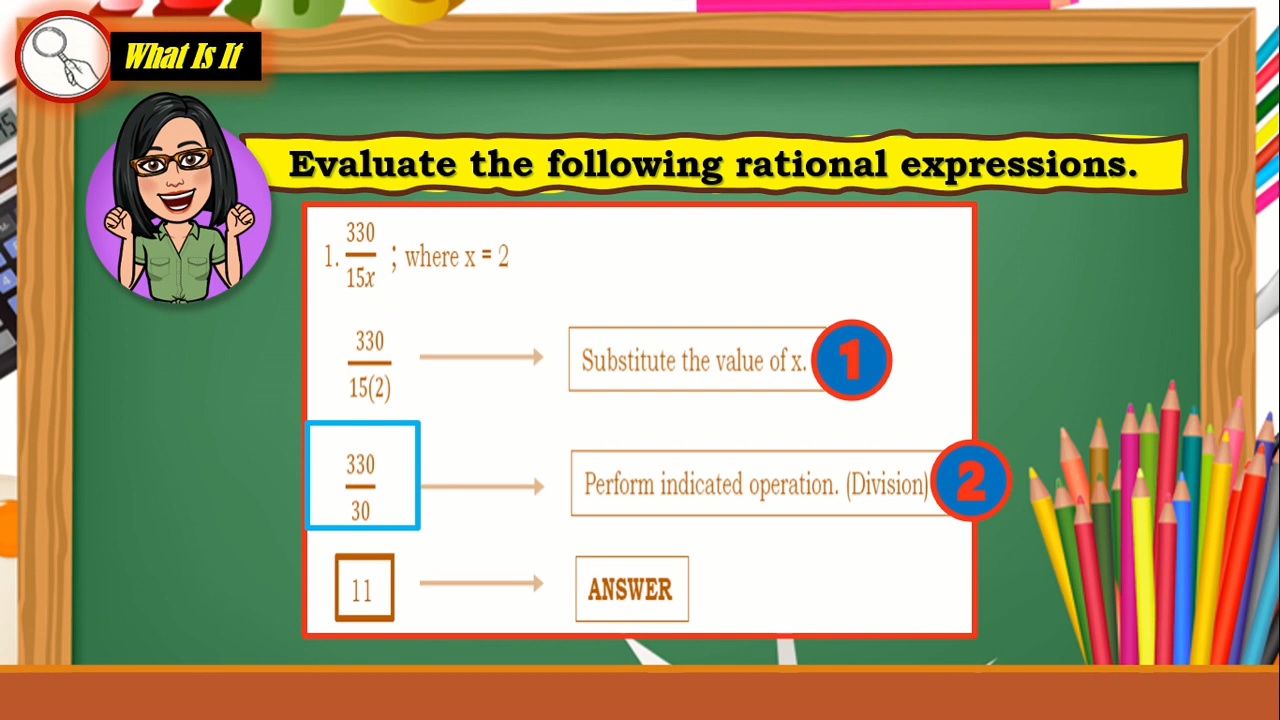 What Is It
Evaluate the following rational expressions.
1. 330/15x ; where x = 2
330/15(2)
Substitute the value of x. 1
330/30
Perform indicated operation. (Division) 2
11
ANSWER